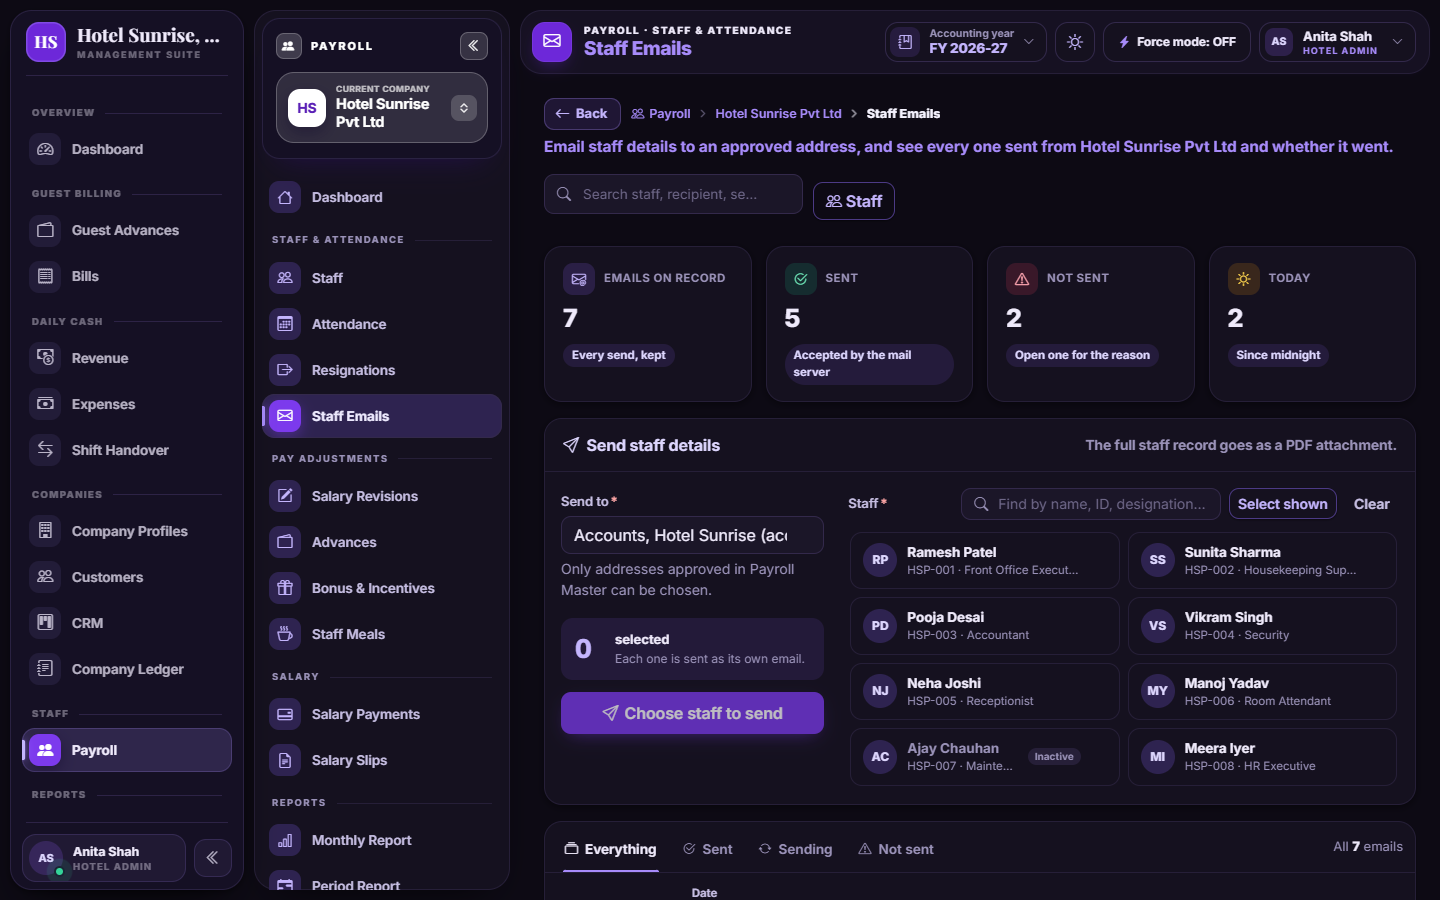 HS
Hotel Sunrise, ...
MANAGEMENT SUITE
OVERVIEW
Dashboard
GUEST BILLING
Guest Advances
Bills
DAILY CASH
Revenue
Expenses
Shift Handover
COMPANIES
Company Profiles
Customers
CRM
Company Ledger
STAFF
Payroll
REPORTS
AS
Anita Shah
HOTEL ADMIN
PAYROLL
HS
CURRENT COMPANY
Hotel Sunrise
Pvt Ltd
Dashboard
STAFF & ATTENDANCE
Staff
Attendance
Resignations
Staff Emails
PAY ADJUSTMENTS
Salary Revisions
Advances
Bonus & Incentives
Staff Meals
SALARY
Salary Payments
Salary Slips
REPORTS
Monthly Report
Period Report
PAYROLL · STAFF & ATTENDANCE
Staff Emails
Accounting year
FY 2026-27
Force mode: OFF
AS
Anita Shah
HOTEL ADMIN
Back
Payroll
Hotel Sunrise Pvt Ltd
Staff Emails
Email staff details to an approved address, and see every one sent from Hotel Sunrise Pvt Ltd and whether it went.
Search staff, recipient, se...
Staff
EMAILS ON RECORD
7
Every send, kept
SENT
5
Accepted by the mail
server
NOT SENT
2
Open one for the reason
TODAY
2
Since midnight
Send staff details
The full staff record goes as a PDF attachment.
Send to *
Accounts, Hotel Sunrise (acc
Only addresses approved in Payroll
Master can be chosen.
0
selected
Each one is sent as its own email.
Choose staff to send
Staff *
Find by name, ID, designation...
Select shown
Clear
RP
Ramesh Patel
HSP-001 · Front Office Execut...
SS
Sunita Sharma
HSP-002 · Housekeeping Sup...
PD
Pooja Desai
HSP-003 · Accountant
VS
Vikram Singh
HSP-004 · Security
NJ
Neha Joshi
HSP-005 · Receptionist
MY
Manoj Yadav
HSP-006 · Room Attendant
AC
Ajay Chauhan
HSP-007 · Mainte...
Inactive
MI
Meera Iyer
HSP-008 · HR Executive
Everything
Sent
Sending
Not sent
All 7 emails
Date